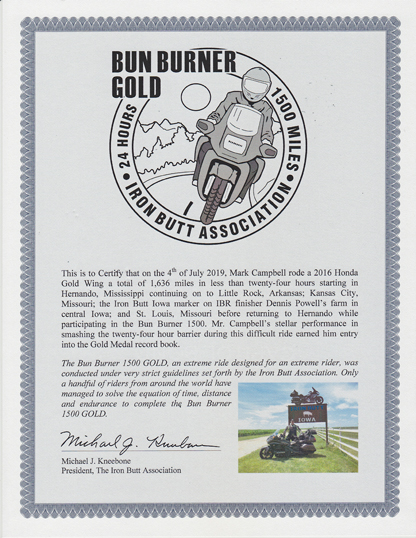 BUN BURNER
GOLD
24 HOURS
1500 MILES
IRON BUTT ASSOCIATION
This is to Certify that on the 4th of July 2019, Mark Campbell rode a 2016 Honda
Gold Wing a total of 1,636 miles in less than twenty-four hours starting in
Hernando, Mississippi continuing on to Little Rock, Arkansas; Kansas City,
Missouri; the Iron Butt Iowa marker on IBR finisher Dennis Powell's farm in
central Iowa; and St. Louis, Missouri before returning to Hernando while
participating in the Bun Burner 1500. Mr. Campbell's stellar performance in
smashing the twenty-four hour barrier during this difficult ride earned him entry
into the Gold Medal record book.
The Bun Burner 1500 GOLD, an extreme ride designed for an extreme rider, was
conducted under very strict guidelines set forth by the Iron Butt Association. Only
a handful of riders from around the world have
managed to solve the equation of time, distance
and endurance to complete the Bun Burner
1500 GOLD.
IOWA
Michael J. Kneebone
Michael J. Kneebone
President, The Iron Butt Association